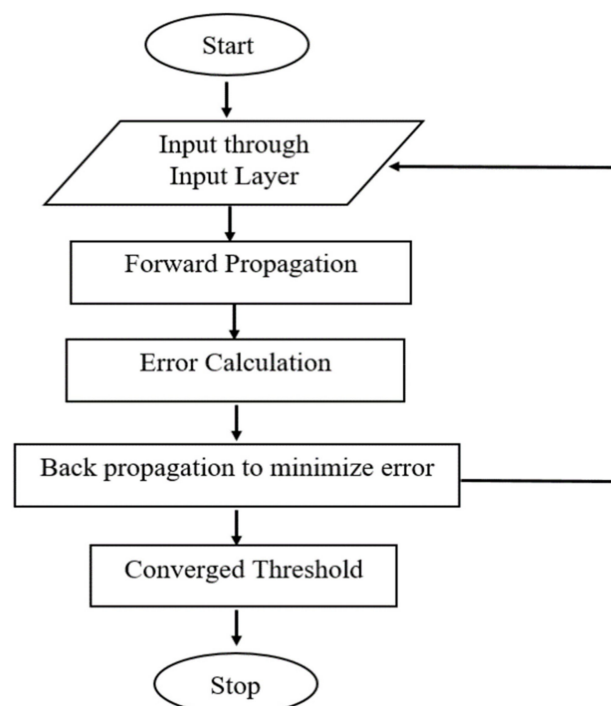 Start
Input through
Input Layer
Forward Propagation
Error Calculation
Back propagation to minimize error
Converged Threshold
Stop